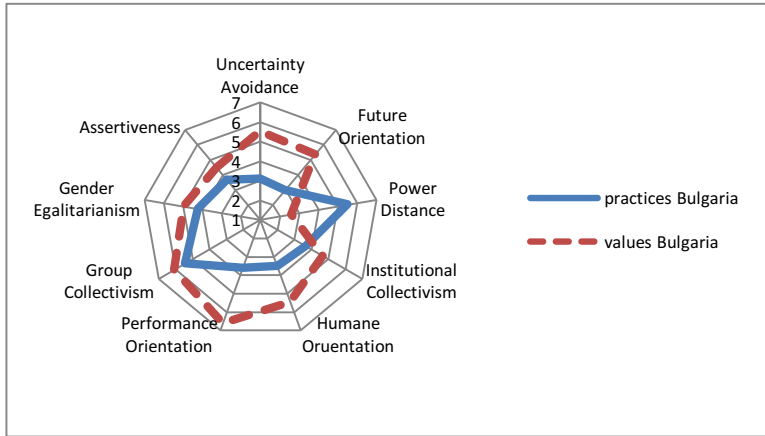 Uncertainty
Avoidance
Future
Orientation
Power
Distance
Institutional
Collectivism
Humane
Oruentation
Performance
Orientation
Group
Collectivism
Gender
Egalitarianism
Assertiveness
7
6
5
4
3
2
1
practices Bulgaria
values Bulgaria